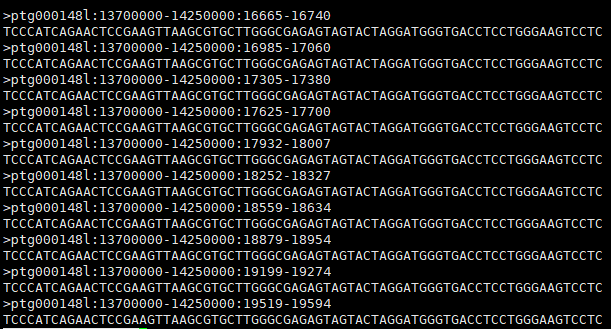 >ptg000148l:13700000-14250000:16665-16740
TCCCATCAGAACTCCGAAGTTAAGCGTGCTTGGGCGAGAGTAGTACTAGGATGGGTGACCTCCTGGGAAGTCCTC
>ptg000148l:13700000-14250000:16985-17060
TCCCATCAGAACTCCGAAGTTAAGCGTGCTTGGGCGAGAGTAGTACTAGGATGGGTGACCTCCTGGGAAGTCCTC
>ptg000148l:13700000-14250000:17305-17380
TCCCATCAGAACTCCGAAGTTAAGCGTGCTTGGGCGAGAGTAGTACTAGGATGGGTGACCTCCTGGGAAGTCCTC
>ptg000148l:13700000-14250000:17625-17700
TCCCATCAGAACTCCGAAGTTAAGCGTGCTTGGGCGAGAGTAGTACTAGGATGGGTGACCTCCTGGGAAGTCCTC
>ptg000148l:13700000-14250000:17932-18007
TCCCATCAGAACTCCGAAGTTAAGCGTGCTTGGGCGAGAGTAGTACTAGGATGGGTGACCTCCTGGGAAGTCCTC
>ptg000148l:13700000-14250000:18252-18327
TCCCATCAGAACTCCGAAGTTAAGCGTGCTTGGGCGAGAGTAGTACTAGGATGGGTGACCTCCTGGGAAGTCCTC
>ptg000148l:13700000-14250000:18559-18634
TCCCATCAGAACTCCGAAGTTAAGCGTGCTTGGGCGAGAGTAGTACTAGGATGGGTGACCTCCTGGGAAGTCCTC
>ptg000148l:13700000-14250000:18879-18954
TCCCATCAGAACTCCGAAGTTAAGCGTGCTTGGGCGAGAGTAGTACTAGGATGGGTGACCTCCTGGGAAGTCCTC
>ptg000148l:13700000-14250000:19199-19274
TCCCATCAGAACTCCGAAGTTAAGCGTGCTTGGGCGAGAGTAGTACTAGGATGGGTGACCTCCTGGGAAGTCCTC
>ptg000148l:13700000-14250000:19519-19594
TCCCATCAGAACTCCGAAGTTAAGCGTGCTTGGGCGAGAGTAGTACTAGGATGGGTGACCTCCTGGGAAGTCCTC